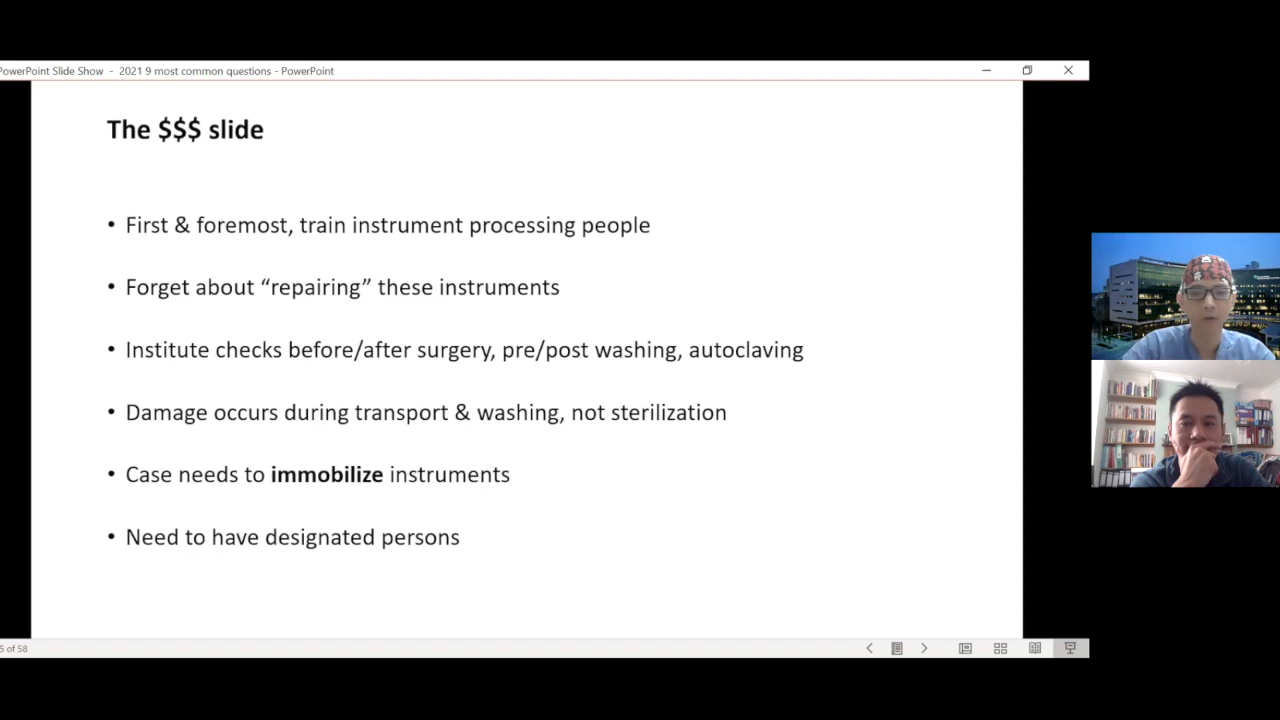 PowerPoint Slide Show - 2021 9 most common questions - PowerPoint
The $$$ slide
• First & foremost, train instrument processing people
• Forget about “repairing” these instruments
• Institute checks before/after surgery, pre/post washing, autoclaving
• Damage occurs during transport & washing, not sterilization
• Case needs to immobilize instruments
• Need to have designated persons
of 58